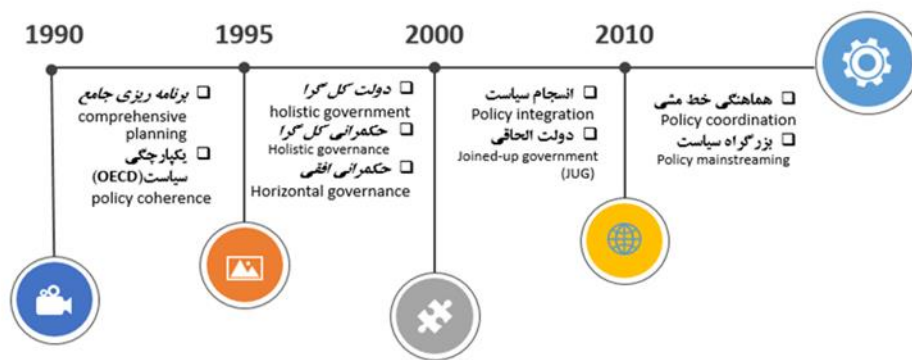 1990
1995
2000
2010
❑ برنامه ریزی جامع
comprehensive
planning
❑ یکپارچگی
سیاست(OECD)
policy coherence
❑ دولت کل گرا
holistic government
❑ حکمرانی کل گرا
Holistic governance
❑ حکمرانی افقی
Horizontal governance
❑ انسجام سیاست
Policy integration
❑ دولت الحاقی
Joined-up government
(JUG)
❑ هماهنگی خط مشی
Policy coordination
❑ بزرگراه سیاست
Policy mainstreaming